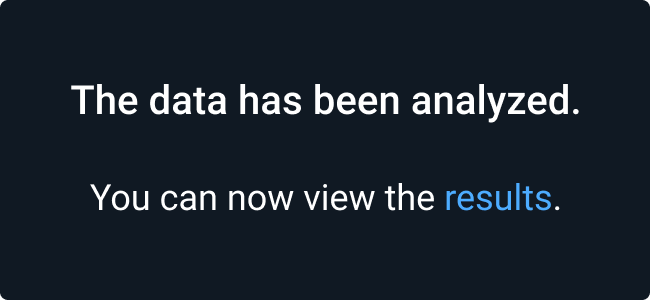 The data has been analyzed.
You can now view the results.